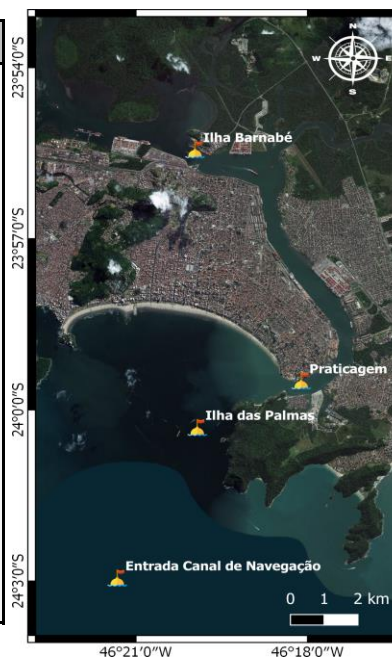 N
W E
S
23°54'0"S
Ilha Barnabé
23°57'0"S
Praticagem
24°0'0"S
Ilha das Palmas
Entrada Canal de Navegação
24°3'0"S
0 1 2 km
46°21'0"W 46°18'0"W